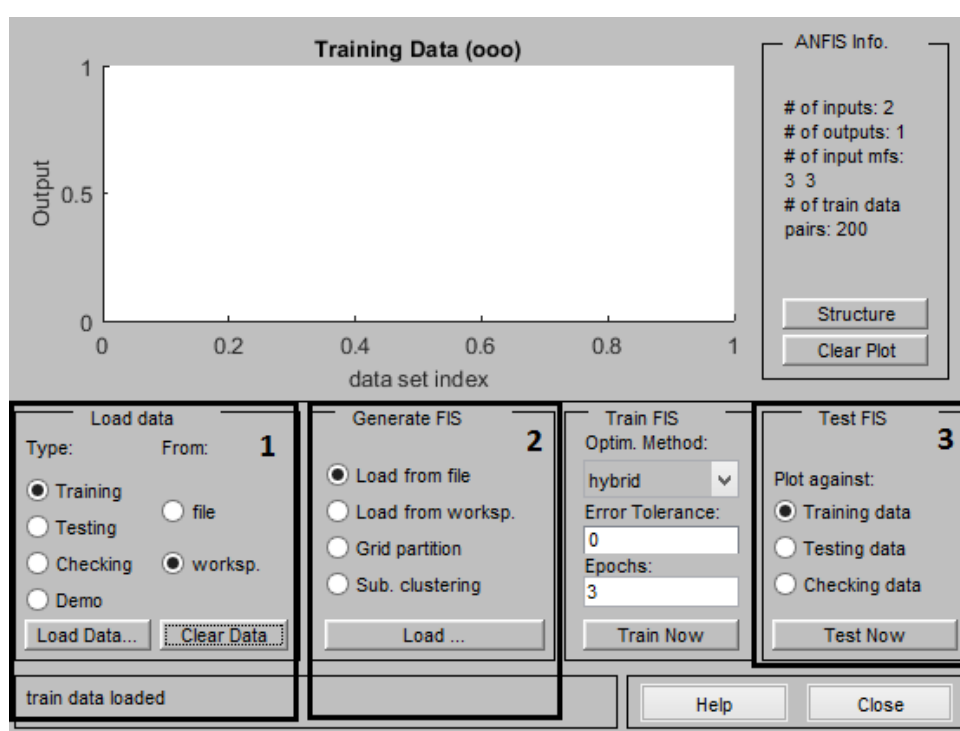 Training Data (ooo)
1
0.5
0
Output
0
0.2
0.4
0.6
0.8
1
data set index
ANFIS Info.
# of inputs: 2
# of outputs: 1
# of input mfs:
3 3
# of train data
pairs: 200
Structure
Clear Plot
Load data
1
Type:
From:
Training
Testing
Checking
Demo
file
worksp.
Load Data...
Clear Data
Generate FIS
2
Load from file
Load from worksp.
Grid partition
Sub. clustering
Load ...
Train FIS
Optim. Method:
hybrid
Error Tolerance:
0
Epochs:
3
Train Now
Test FIS
3
Plot against:
Training data
Testing data
Checking data
Test Now
train data loaded
Help
Close